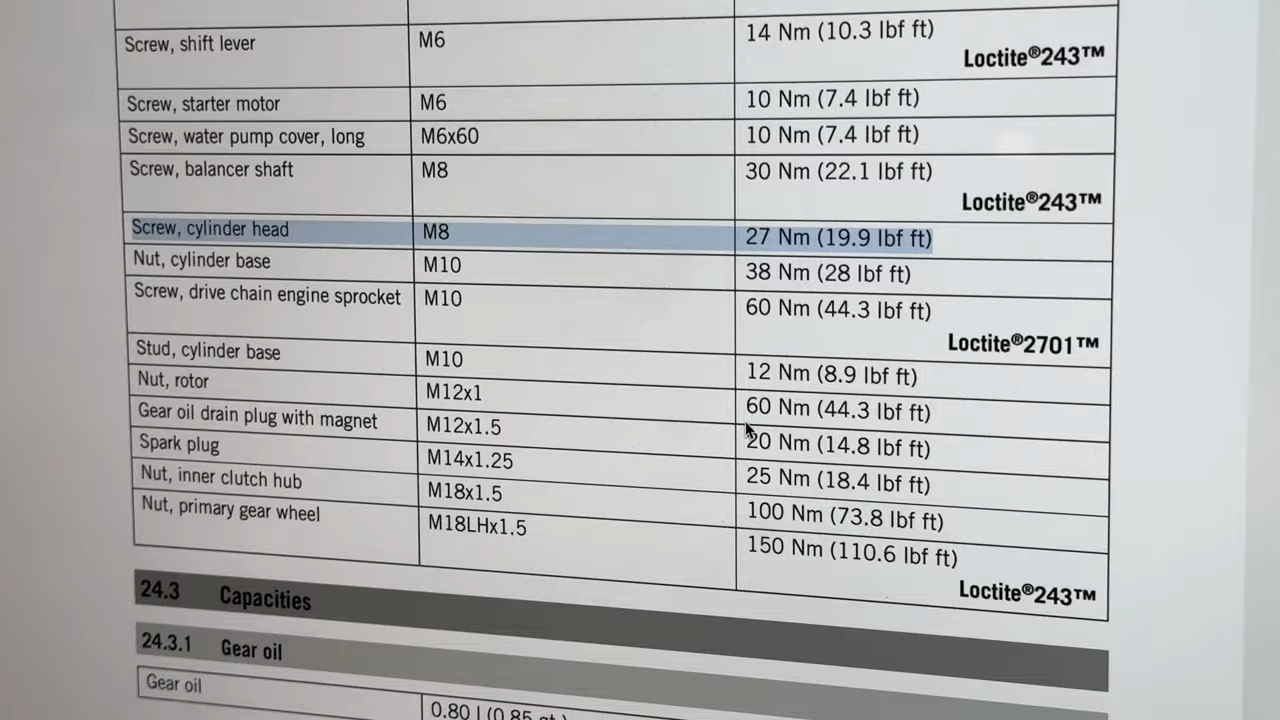 Screw, shift lever M6 14 Nm (10.3 lbf ft)
Loctite®243™
Screw, starter motor M6 10 Nm (7.4 lbf ft)
Screw, water pump cover, long M6x60 10 Nm (7.4 lbf ft)
Screw, balancer shaft M8 30 Nm (22.1 lbf ft)
Loctite®243™
Screw, cylinder head M8 27 Nm (19.9 lbf ft)
Nut, cylinder base M10 38 Nm (28 lbf ft)
Screw, drive chain engine sprocket M10 60 Nm (44.3 lbf ft)
Loctite®2701™
Stud, cylinder base M10 12 Nm (8.9 lbf ft)
Nut, rotor M12x1 60 Nm (44.3 lbf ft)
Gear oil drain plug with magnet M12x1.5 20 Nm (14.8 lbf ft)
Spark plug M14x1.25 25 Nm (18.4 lbf ft)
Nut, inner clutch hub M18x1.5 100 Nm (73.8 lbf ft)
Nut, primary gear wheel M18LHx1.5 150 Nm (110.6 lbf ft)
Loctite®243™
24.3 Capacities
24.3.1 Gear oil
Gear oil 0.80 l (0.85 qt.)